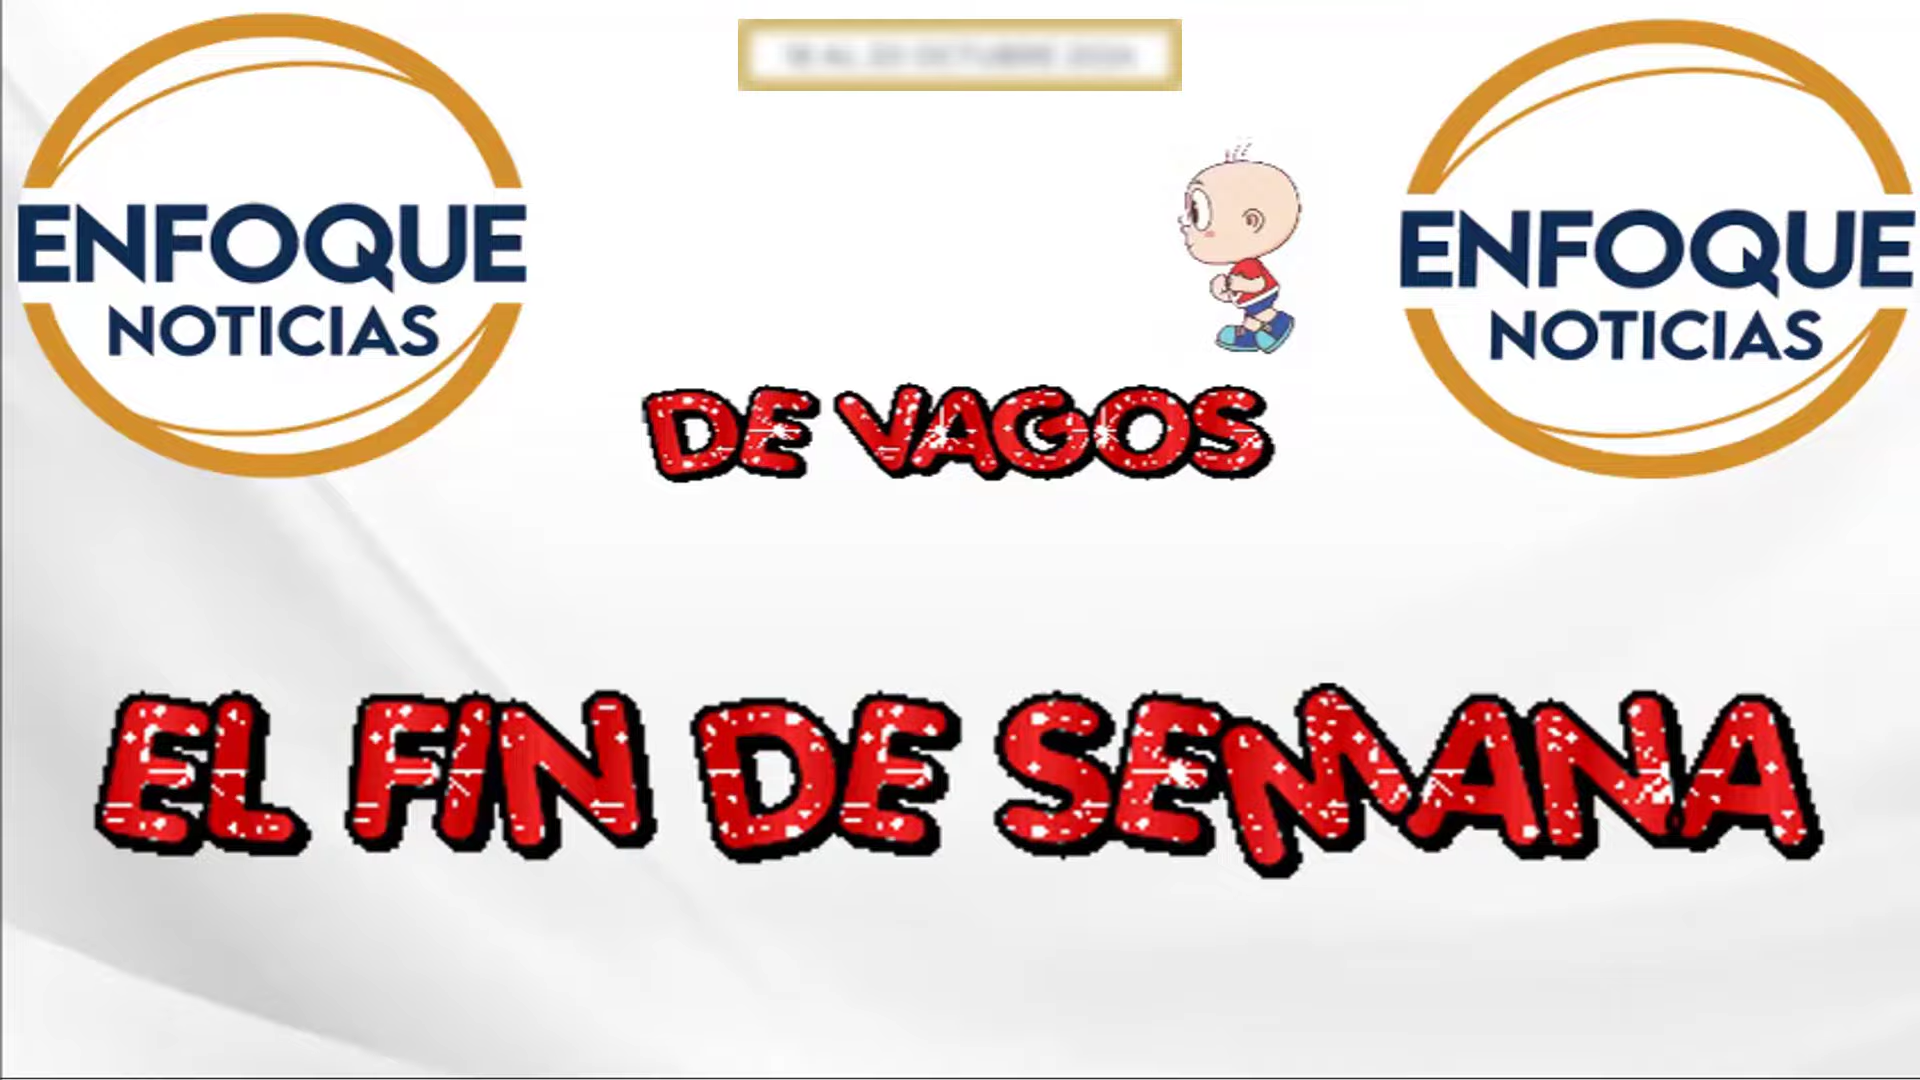 ENFOQUE
NOTICIAS
ENFOQUE
NOTICIAS
DE VAGOS
EL FIN DE SEMANA